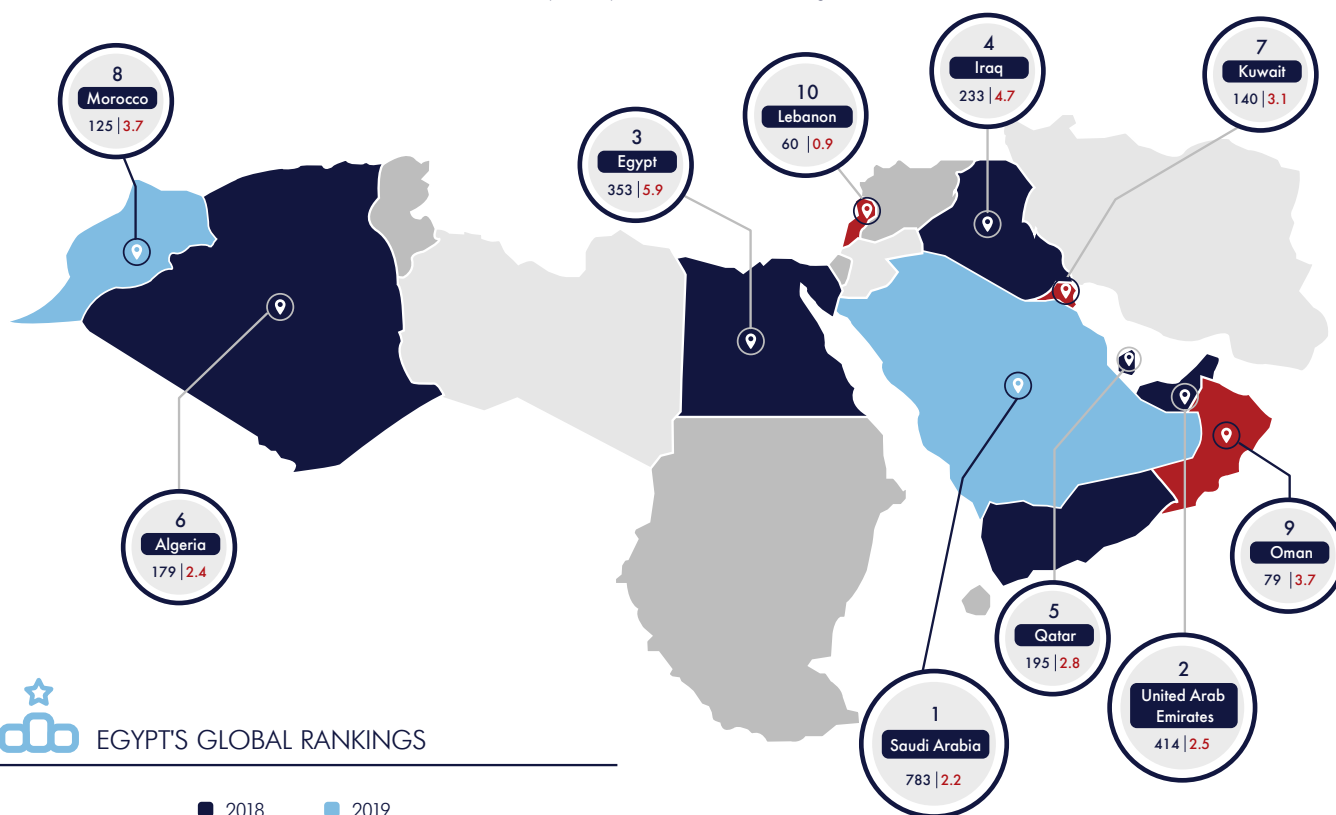 4
Iraq
233 | 4.7
7
Kuwait
140 | 3.1
8
Morocco
125 | 3.7
10
Lebanon
60 | 0.9
3
Egypt
353 | 5.9
6
Algeria
179 | 2.4
9
Oman
79 | 3.7
5
Qatar
195 | 2.8
2
United Arab
Emirates
414 | 2.5
1
Saudi Arabia
783 | 2.2
EGYPT'S GLOBAL RANKINGS
2018 2019